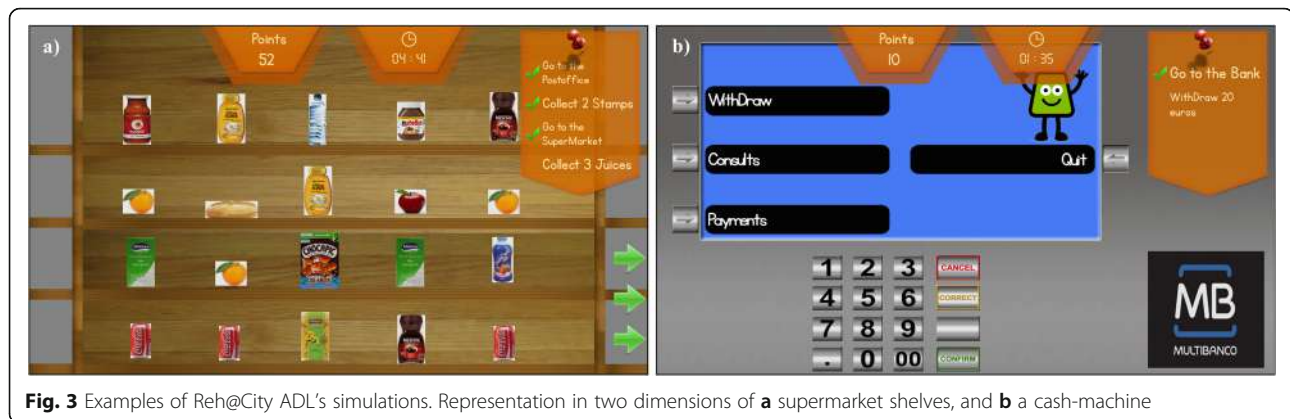 a)
Points
52
04:41
Go to the
Postoffice
Collect 2 Stamps
Go to the
SuperMarket
Collect 3 Juices
nutella
b)
Points
10
01:35
WithDraw
Consults
Quit
Payments
Go to the Bank
WithDraw 20
euros
1 2 3 CANCEL
4 5 6 CORRECT
7 8 9
. 0 00 CONFIRM
MB
MULTIBANCO
Fig. 3 Examples of Reh@City ADL's simulations. Representation in two dimensions of a supermarket shelves, and b a cash-machine